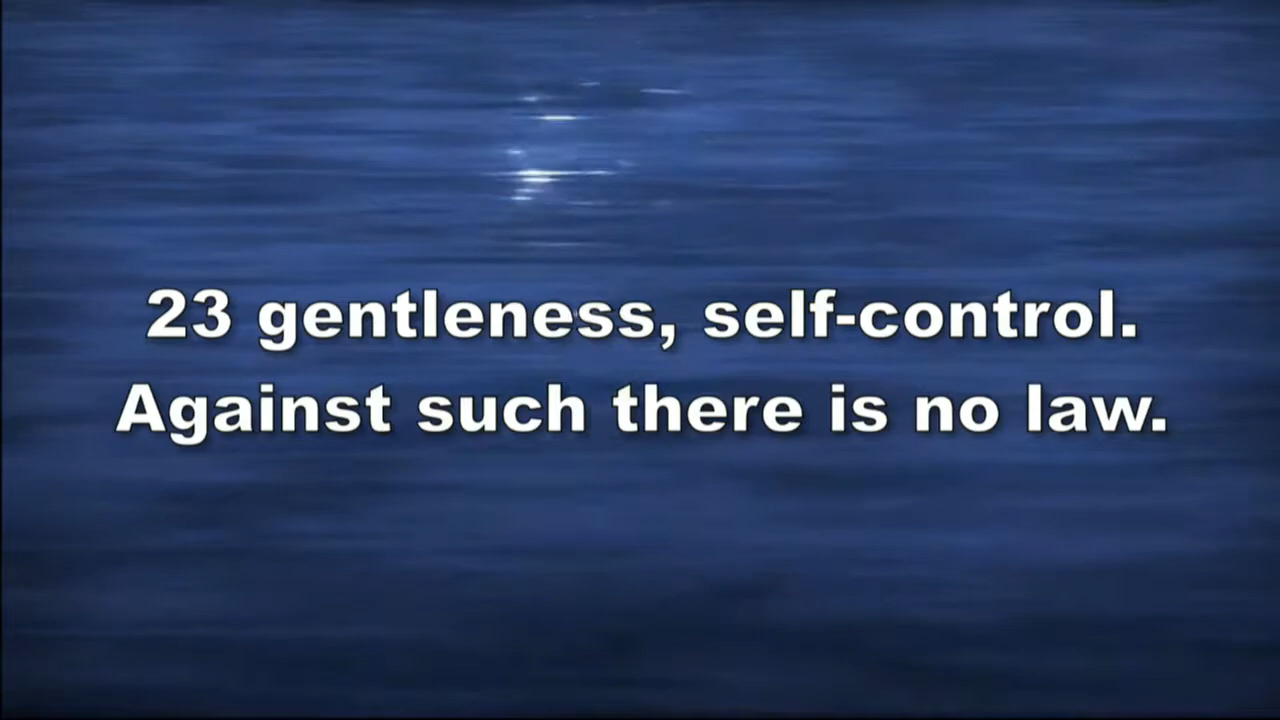 23 gentleness, self-control.
Against such there is no law.